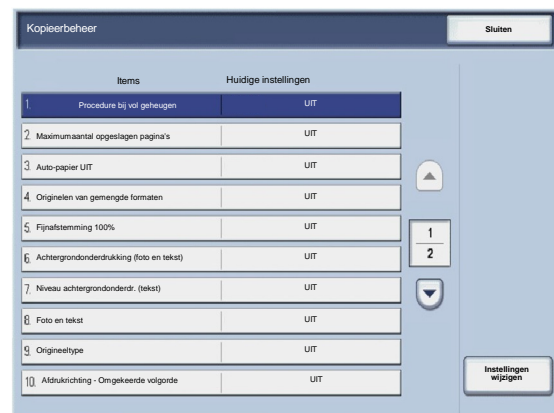 Kopieerbeheer
Sluiten
Items Huidige instellingen
1. Procedure bij vol geheugen UIT
2. Maximumaantal opgeslagen pagina's UIT
3. Auto-papier UIT
4. Originelen van gemengde formaten UIT
5. Fijnafstemming 100% UIT
6. Achtergrondonderdrukking (foto en tekst) UIT
7. Niveau achtergrondonderdr. (tekst) UIT
8. Foto en tekst UIT
9. Origineeltype UIT
10. Afdrukrichting - Omgekeerde volgorde UIT
1
2
Instellingen
wijzigen